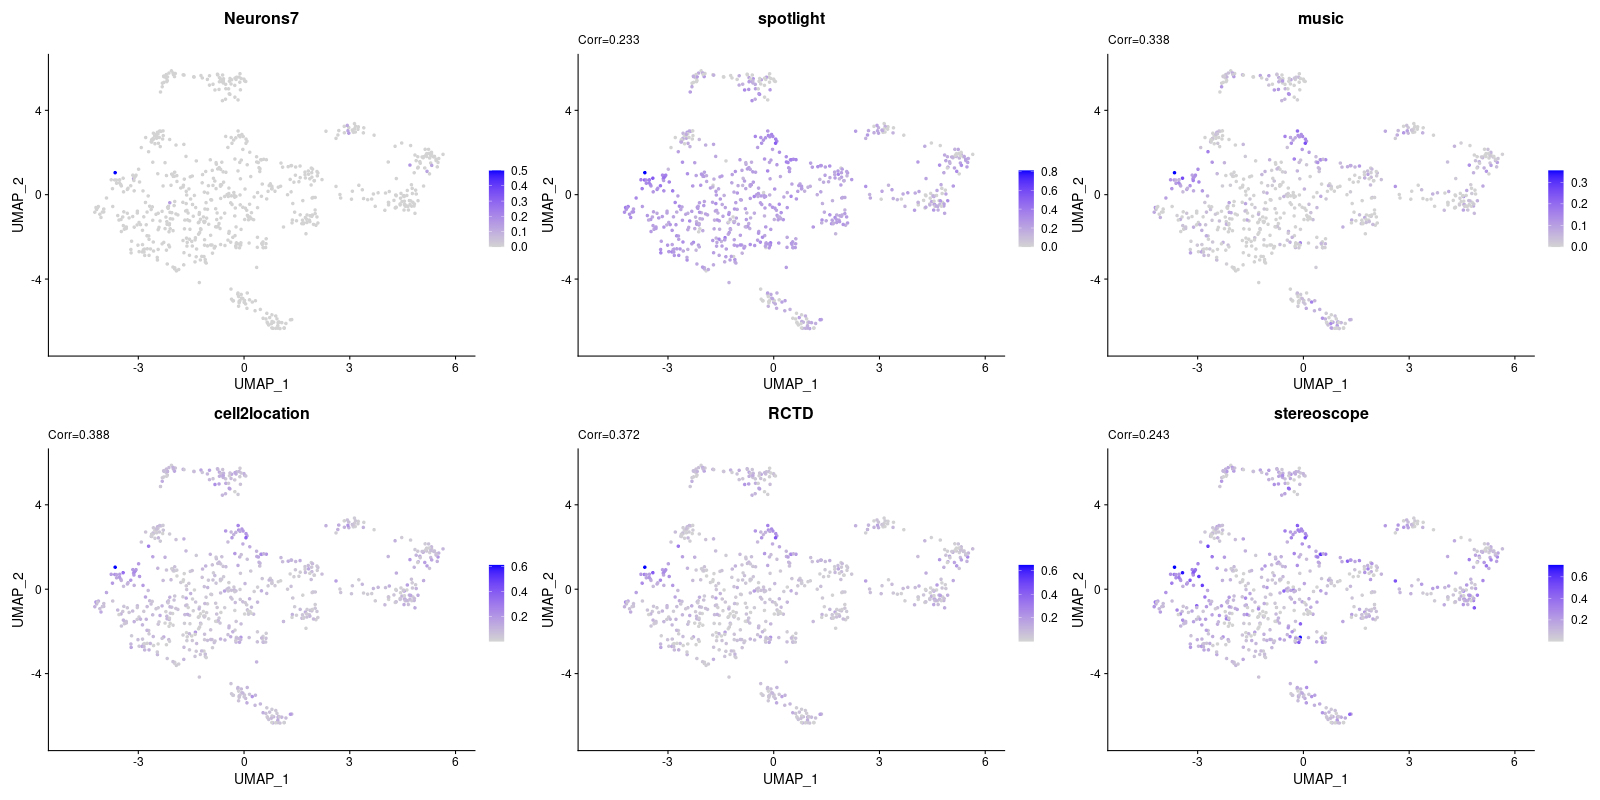 Neurons7
4
0
-4
-3
0
3
6
UMAP_1
UMAP_2
0.5
0.4
0.3
0.2
0.1
0.0
spotlight
Corr=0.233
4
0
-4
-3
0
3
6
UMAP_1
UMAP_2
0.8
0.6
0.4
0.2
0.0
music
Corr=0.338
4
0
-4
-3
0
3
6
UMAP_1
UMAP_2
0.3
0.2
0.1
0.0
cell2location
Corr=0.388
4
0
-4
-3
0
3
6
UMAP_1
UMAP_2
0.6
0.4
0.2
RCTD
Corr=0.372
4
0
-4
-3
0
3
6
UMAP_1
UMAP_2
0.6
0.4
0.2
stereoscope
Corr=0.243
4
0
-4
-3
0
3
6
UMAP_1
UMAP_2
0.6
0.4
0.2